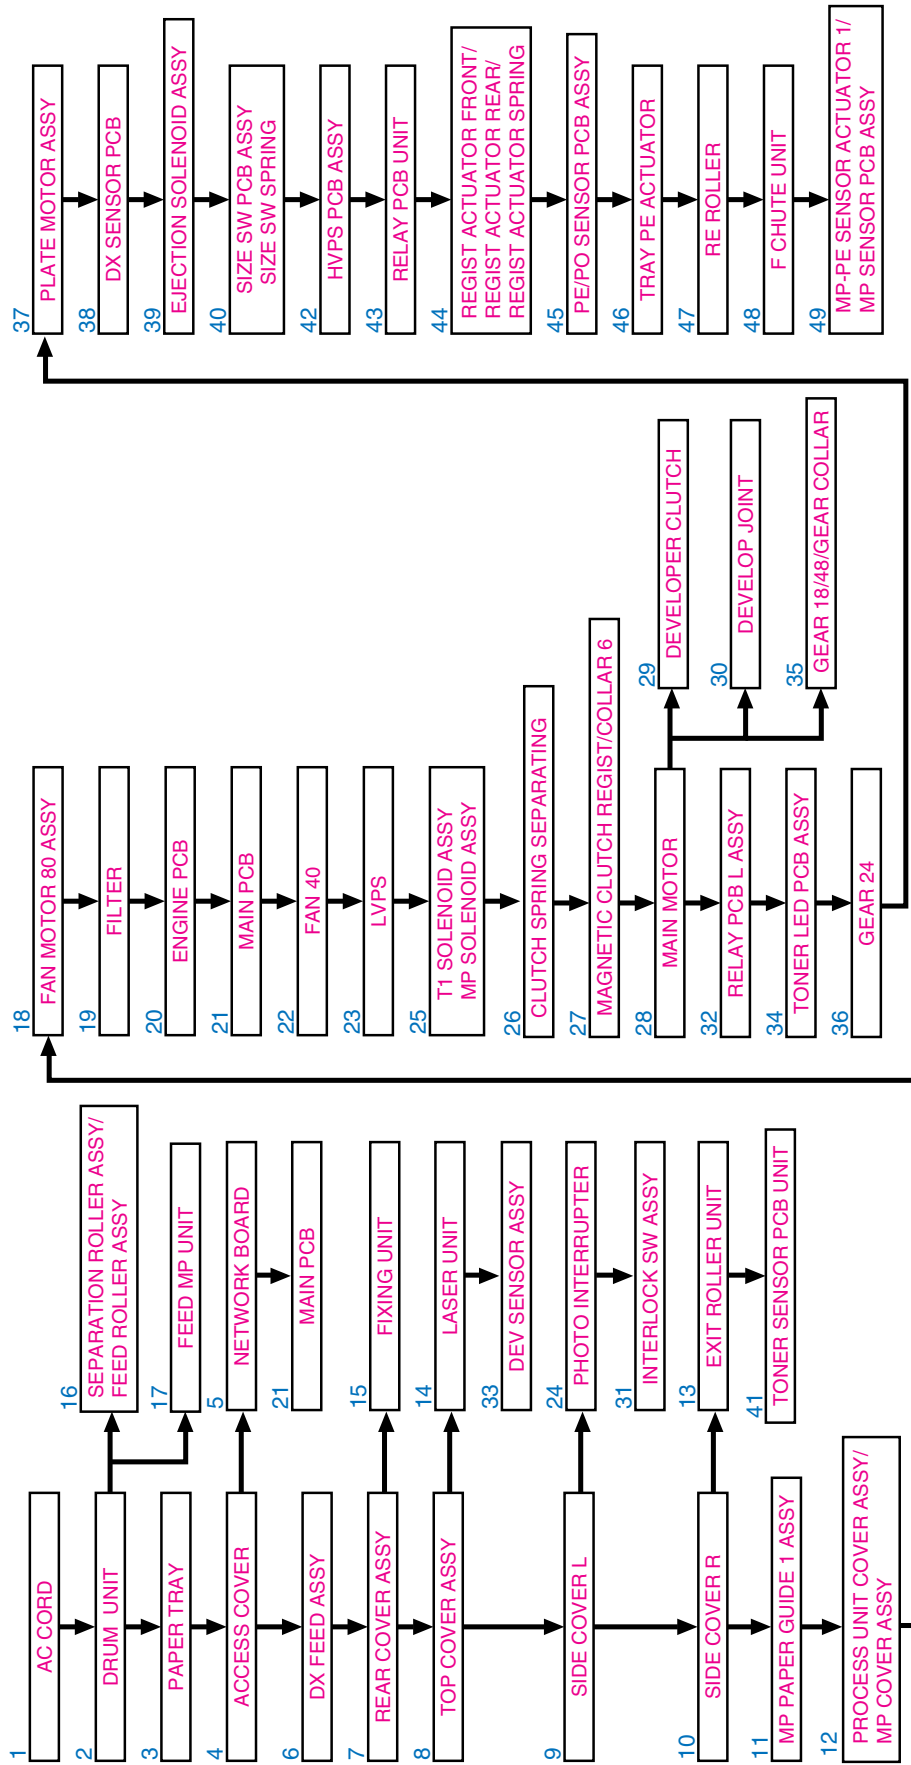 1
AC CORD
2
DRUM UNIT
3
PAPER TRAY
4
ACCESS COVER
6
DX FEED ASSY
7
REAR COVER ASSY
8
TOP COVER ASSY
9
SIDE COVER L
10
SIDE COVER R
11
MP PAPER GUIDE 1 ASSY
12
PROCESS UNIT COVER ASSY/
MP COVER ASSY
16
SEPARATION ROLLER ASSY/
FEED ROLLER ASSY
17
FEED MP UNIT
5
NETWORK BOARD
21
MAIN PCB
15
FIXING UNIT
14
LASER UNIT
33
DEV SENSOR ASSY
24
PHOTO INTERRUPTER
31
INTERLOCK SW ASSY
13
EXIT ROLLER UNIT
41
TONER SENSOR PCB UNIT
18
FAN MOTOR 80 ASSY
19
FILTER
20
ENGINE PCB
21
MAIN PCB
22
FAN 40
23
LVPS
25
T1 SOLENOID ASSY
MP SOLENOID ASSY
26
CLUTCH SPRING SEPARATING
27
MAGNETIC CLUTCH REGIST/COLLAR 6
28
MAIN MOTOR
32
RELAY PCB L ASSY
34
TONER LED PCB ASSY
36
GEAR 24
29
DEVELOPER CLUTCH
30
DEVELOP JOINT
35
GEAR 18/48/GEAR COLLAR
37
PLATE MOTOR ASSY
38
DX SENSOR PCB
39
EJECTION SOLENOID ASSY
40
SIZE SW PCB ASSY
SIZE SW SPRING
42
HVPS PCB ASSY
43
RELAY PCB UNIT
44
REGIST ACTUATOR FRONT/
REGIST ACTUATOR REAR/
REGIST ACTUATOR SPRING
45
PE/PO SENSOR PCB ASSY
46
TRAY PE ACTUATOR
47
RE ROLLER
48
F CHUTE UNIT
49
MP-PE SENSOR ACTUATOR 1/
MP SENSOR PCB ASSY